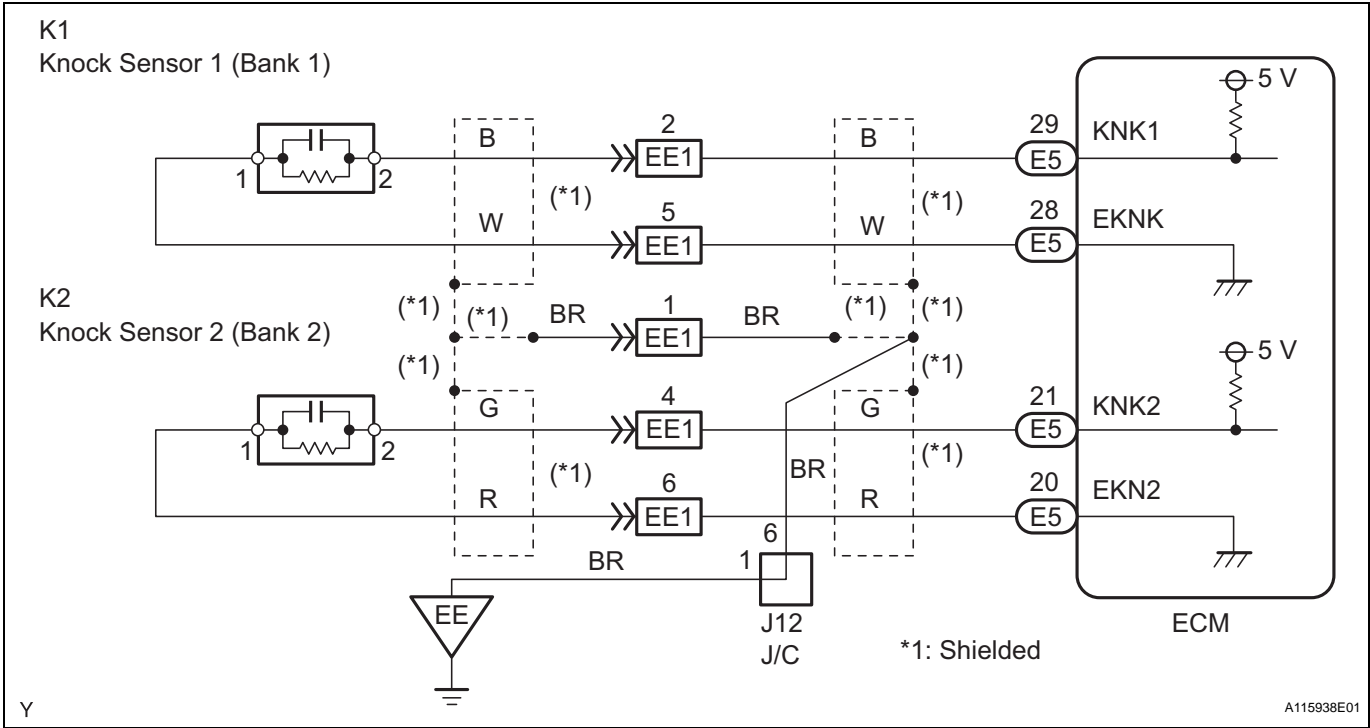 K1
Knock Sensor 1 (Bank 1)
5 V
B
2
B
29
KNK1
1
2
EE1
E5
(*1)
(*1)
W
5
W
28
EKNK
EE1
E5
K2
Knock Sensor 2 (Bank 2)
(*1)
(*1)
BR
1
BR
(*1)
(*1)
EE1
(*1)
(*1)
5 V
G
4
G
21
KNK2
1
2
EE1
E5
(*1)
BR
(*1)
R
6
R
20
EKN2
EE1
E5
6
BR
1
EE
J12
J/C
*1: Shielded
ECM
Y
A115938E01